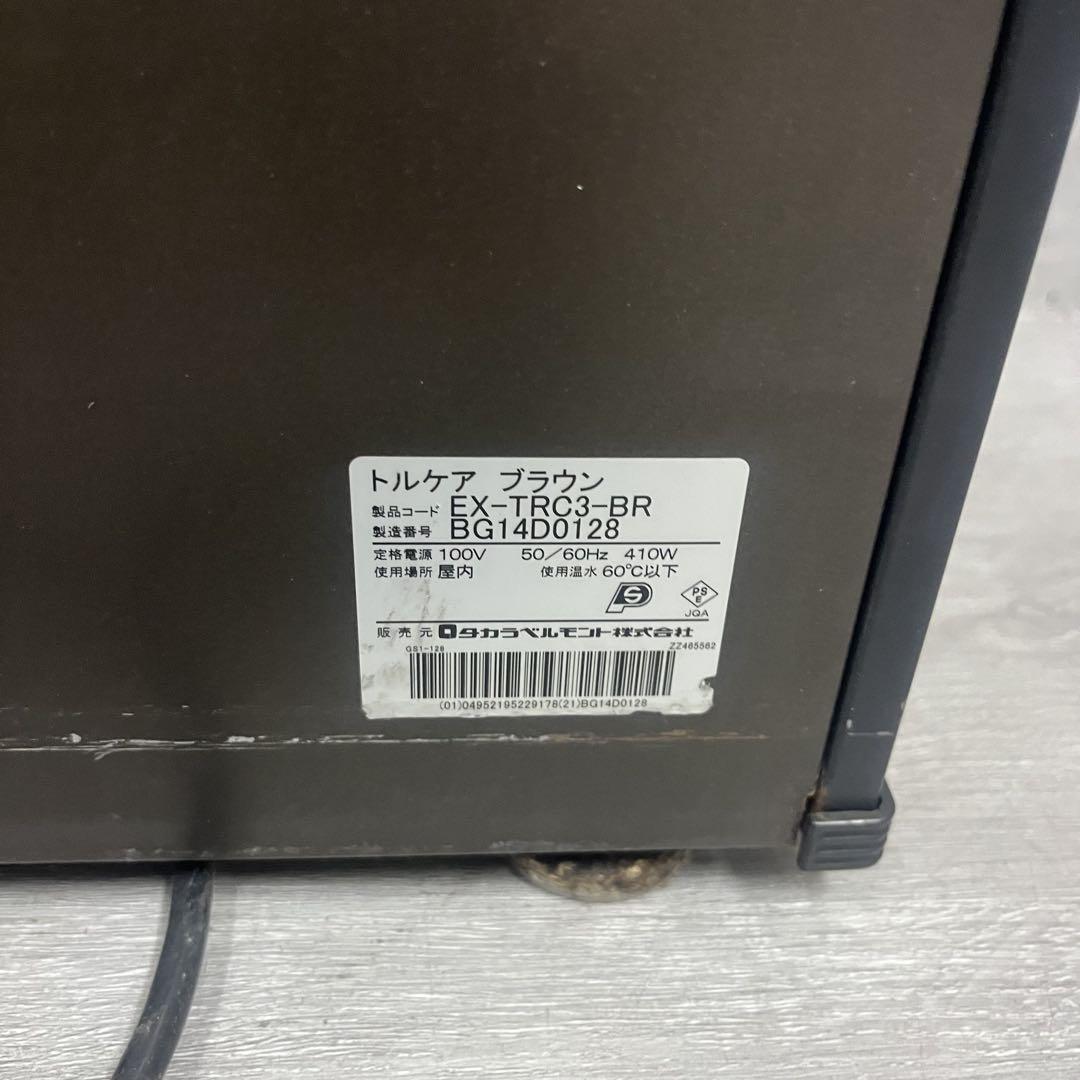 トルケア ブラウン
製品コード EX-TRC3-BR
製造番号 BG14D0128
定格電源 100V 50/60Hz 410W
使用場所 屋内 使用温水 60℃以下
PS
PS
E
JQA
販売元 タカラベルモント株式会社
GS1-128 ZZ465562
(01)04952195229178(21)BG14D0128